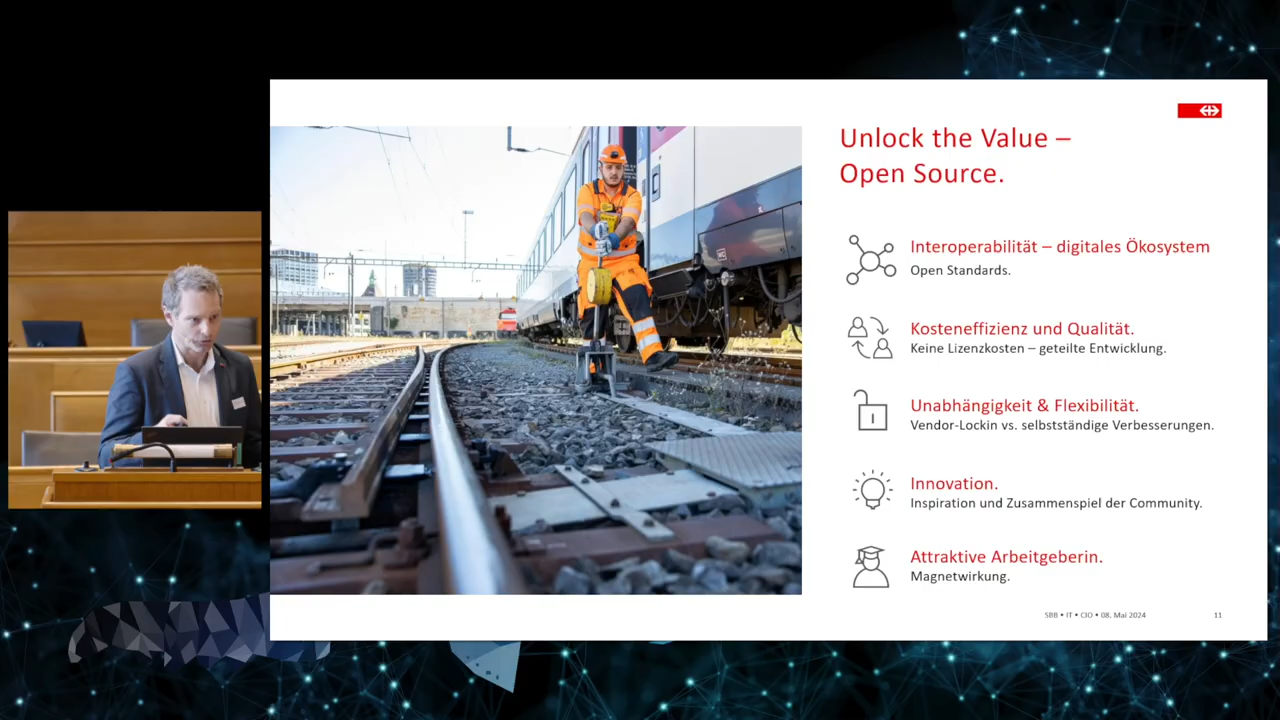 Unlock the Value –
Open Source.
Interoperabilität – digitales Ökosystem
Open Standards.
Kosteneffizienz und Qualität.
Keine Lizenzkosten – geteilte Entwicklung.
Unabhängigkeit & Flexibilität.
Vendor-Lockin vs. selbstständige Verbesserungen.
Innovation.
Inspiration und Zusammenspiel der Community.
Attraktive Arbeitgeberin.
Magnetwirkung.
SBB • IT • CIO • 08. Mai 2024
11